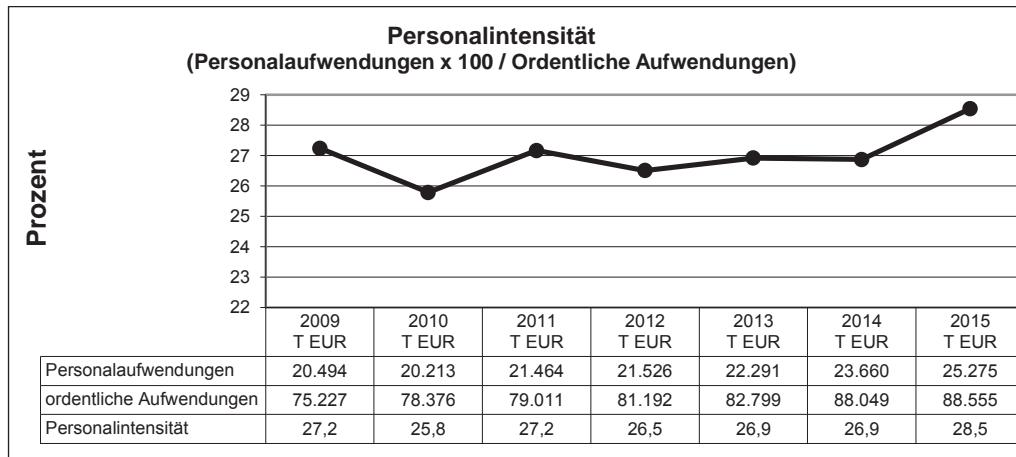 Personalintensität
(Personalaufwendungen x 100 / Ordentliche Aufwendungen)
Prozent
29
28
27
26
25
24
23
22
2009 2010 2011 2012 2013 2014 2015
T EUR T EUR T EUR T EUR T EUR T EUR T EUR
Personalaufwendungen 20.494 20.213 21.464 21.526 22.291 23.660 25.275
ordentliche Aufwendungen 75.227 78.376 79.011 81.192 82.799 88.049 88.555
Personalintensität 27,2 25,8 27,2 26,5 26,9 26,9 28,5